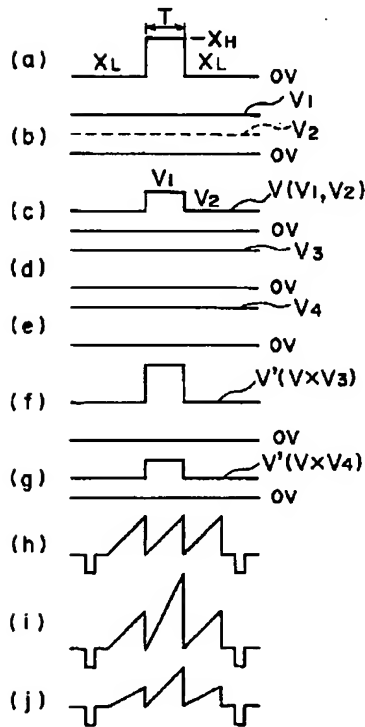 T
(a) XL XH XL 0V
V1
(b) V2
0V
(c) V1 V2 V(V1,V2)
0V
V3
(d)
0V
V4
(e)
0V
(f) V'(V×V3)
0V
(g) V'(V×V4)
0V
(h)
(i)
(j)